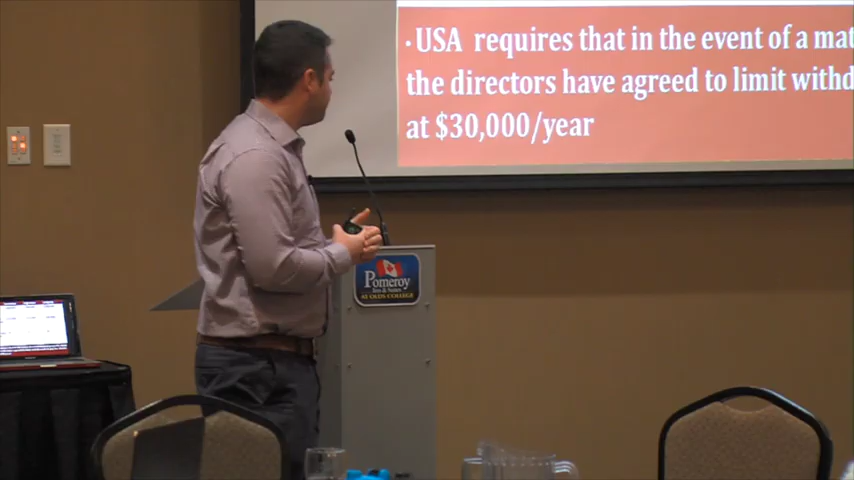 ·USA requires that in the event of a mat
the directors have agreed to limit withd
at $30,000/year
Pomeroy
Inn & Suites
AT OLDS COLLEGE